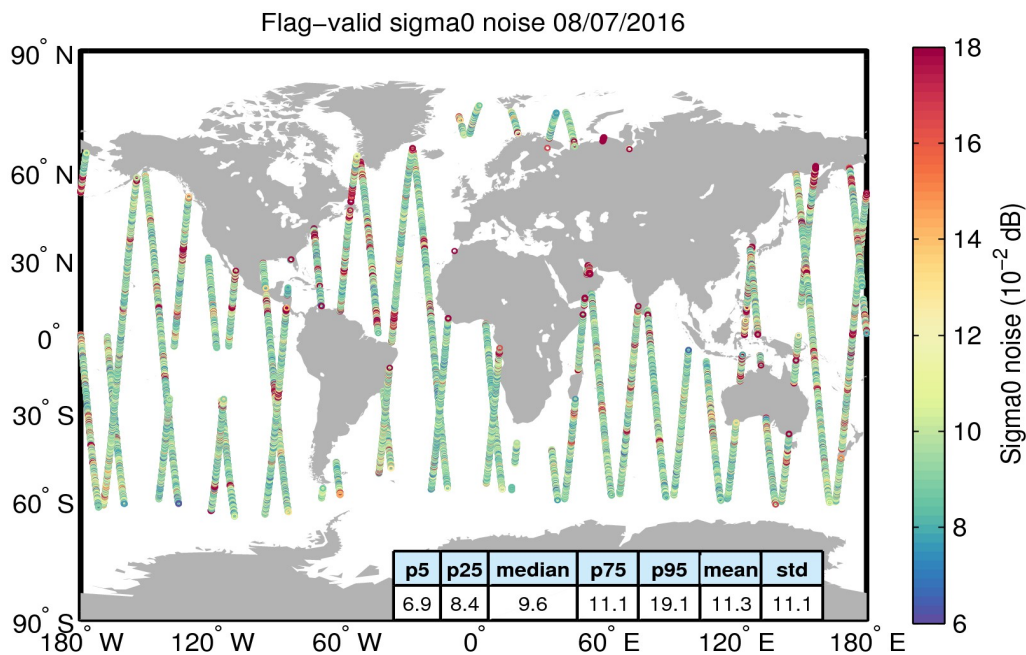 Flag−valid sigma0 noise 08/07/2016
90° N
60° N
30° N
0°
30° S
60° S
90° S
180° W
120° W
60° W
0°
60° E
120° E
180° E
p5 p25 median p75 p95 mean std
6.9 8.4 9.6 11.1 19.1 11.3 11.1
18
16
14
12
10
8
6
Sigma0 noise (10⁻² dB)